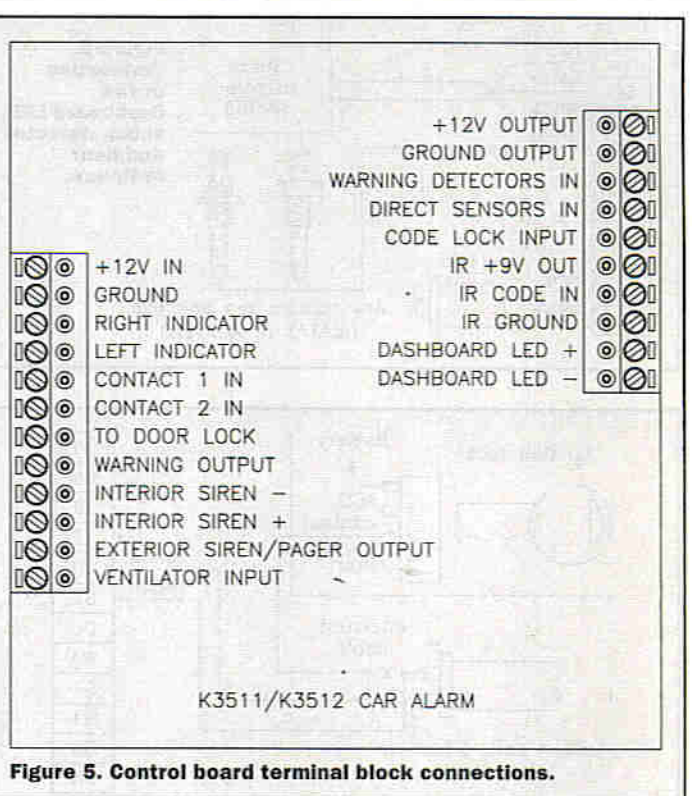 +12V OUTPUT
GROUND OUTPUT
WARNING DETECTORS IN
DIRECT SENSORS IN
CODE LOCK INPUT
IR +9V OUT
IR CODE IN
IR GROUND
DASHBOARD LED +
DASHBOARD LED −
+12V IN
GROUND
RIGHT INDICATOR
LEFT INDICATOR
CONTACT 1 IN
CONTACT 2 IN
TO DOOR LOCK
WARNING OUTPUT
INTERIOR SIREN −
INTERIOR SIREN +
EXTERIOR SIREN/PAGER OUTPUT
VENTILATOR INPUT
K3511/K3512 CAR ALARM
Figure 5. Control board terminal block connections.